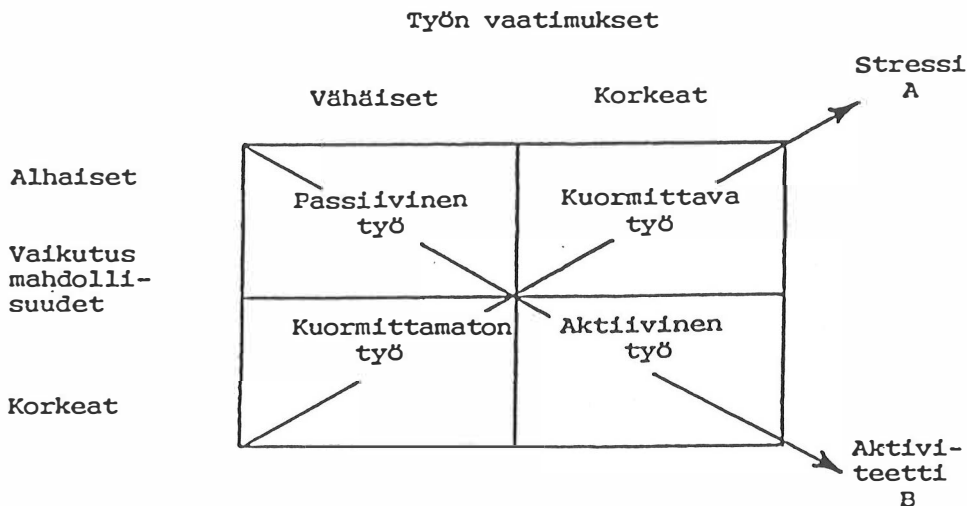 Työn vaatimukset
Stressi
A
Vähäiset
Korkeat
Alhaiset
Passiivinen
työ
Kuormittava
työ
Vaikutus
mahdolli-
suudet
Kuormittamaton
työ
Aktiivinen
työ
Korkeat
Aktivi-
teetti
B